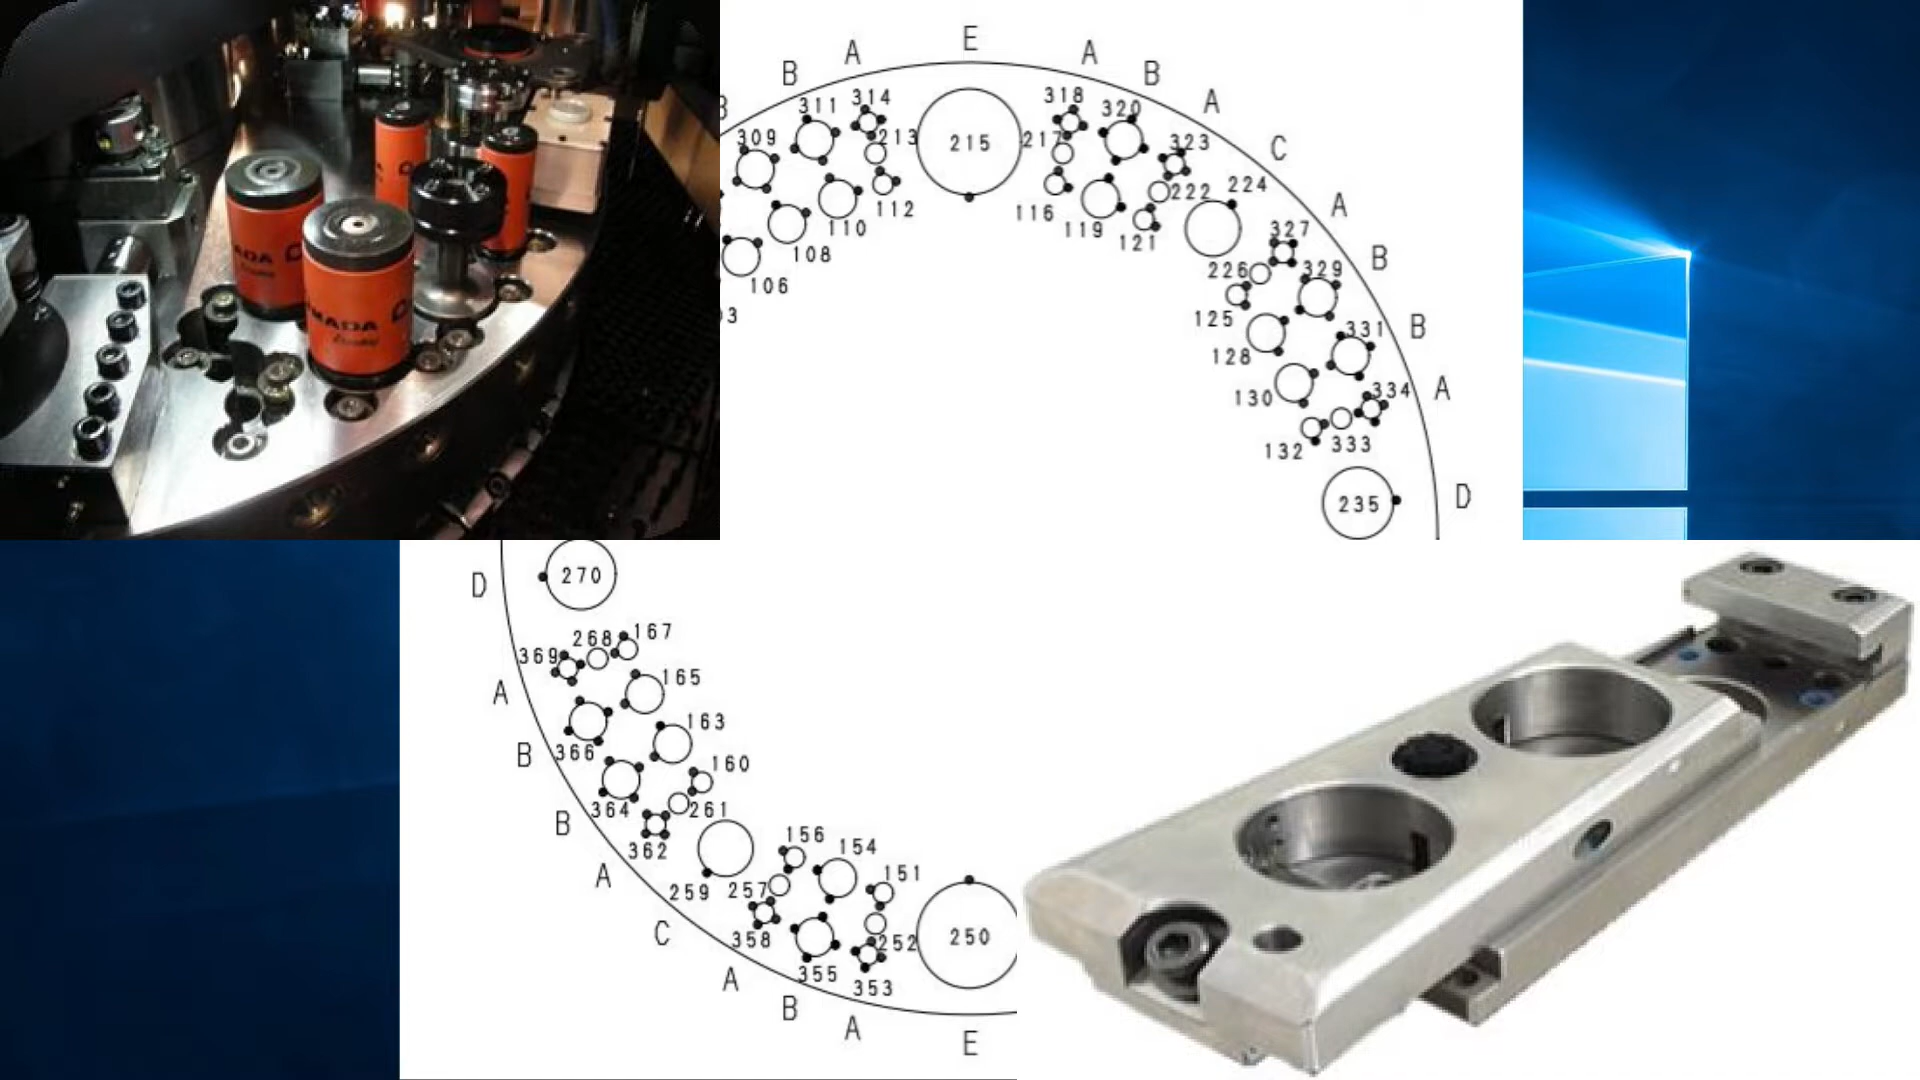 E
A
A
B
B
B
A
C
A
B
B
A
D
314
318
311
320
309
213
215
217
323
112
116
110
119
222
224
121
108
106
327
226
329
125
331
128
130
334
132
333
235
AMADA
D
270
167
268
369
165
A
163
366
B
160
364
261
B
362
156
154
A
151
259
257
358
252
250
C
355
353
A
B
A
E